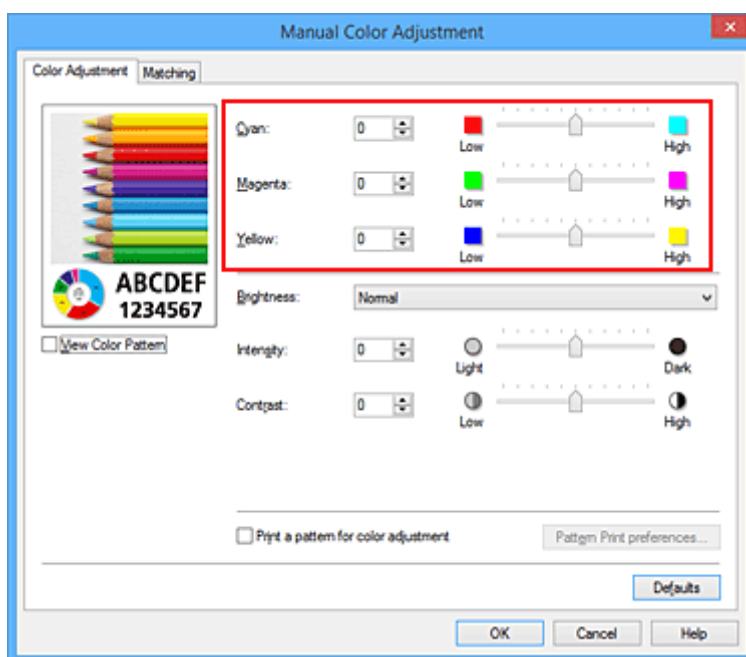 Manual Color Adjustment
Color Adjustment Matching
Cyan: 0 Low High
Magenta: 0 Low High
Yellow: 0 Low High
ABCDEF
1234567
Brightness: Normal
View Color Pattern
Intensity: 0 Light Dark
Contrast: 0 Low High
Print a pattern for color adjustment Pattern Print preferences...
Defaults
OK Cancel Help